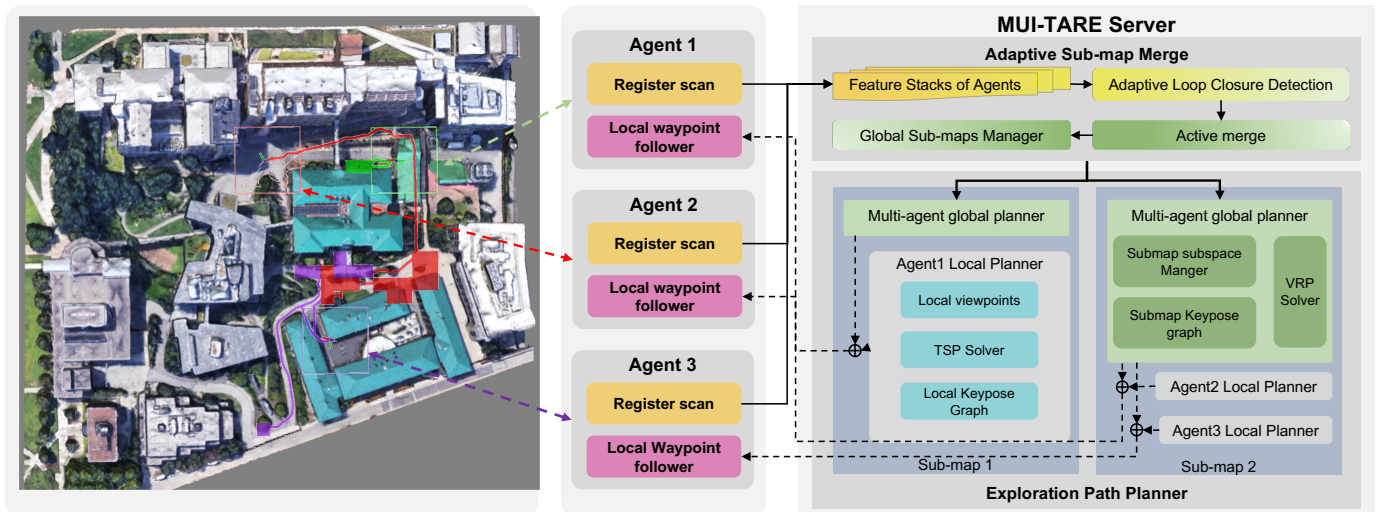 Agent 1
Register scan
Local waypoint
follower
Agent 2
Register scan
Local waypoint
follower
Agent 3
Register scan
Local Waypoint
follower
MUI-TARE Server
Adaptive Sub-map Merge
Feature Stacks of Agents
Adaptive Loop Closure Detection
Global Sub-maps Manager
Active merge
Multi-agent global planner
Agent1 Local Planner
Local viewpoints
TSP Solver
Local Keypose
Graph
Sub-map 1
Multi-agent global planner
Submap subspace
Manger
Submap Keypose
graph
VRP
Solver
Agent2 Local Planner
Agent3 Local Planner
Sub-map 2
Exploration Path Planner